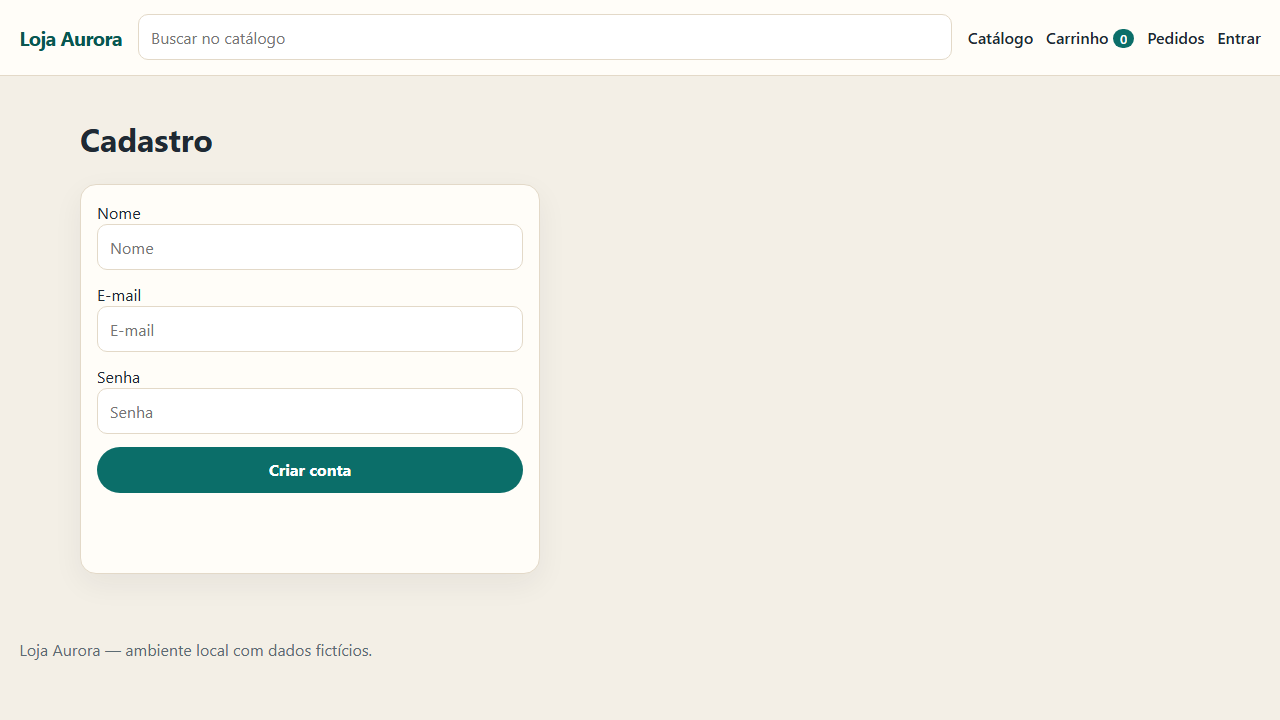 Loja Aurora
Buscar no catálogo
Catálogo Carrinho 0 Pedidos Entrar
Cadastro
Nome
Nome
E-mail
E-mail
Senha
Senha
Criar conta
Loja Aurora — ambiente local com dados fictícios.